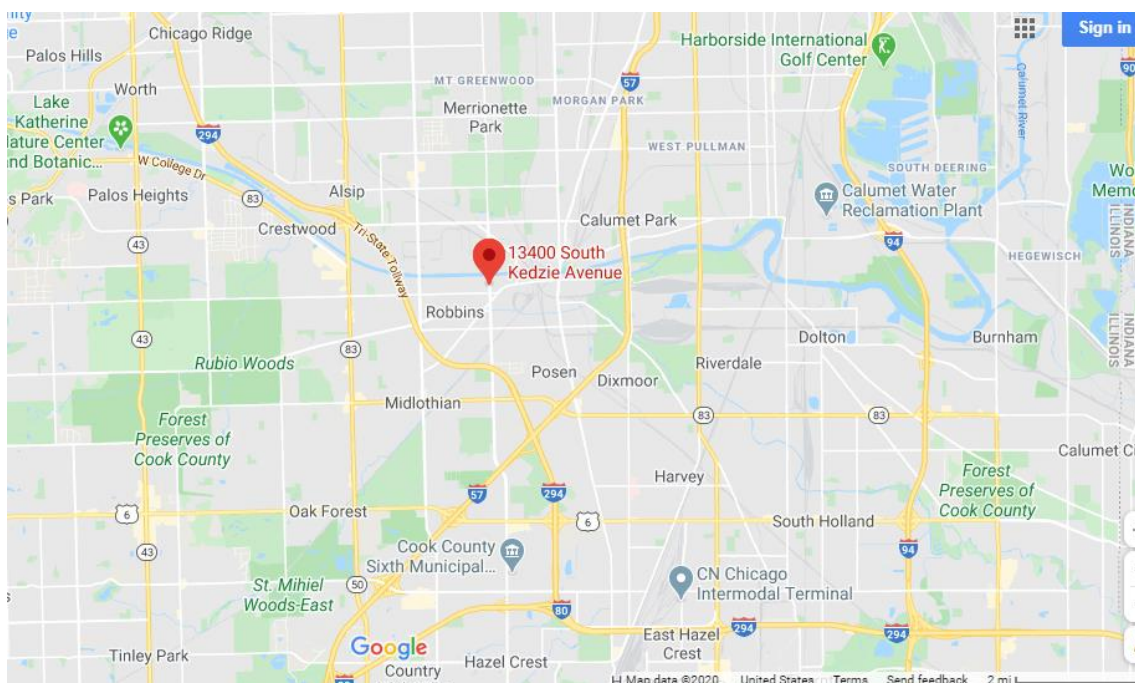 Chicago Ridge
Palos Hills
Worth
Lake
Katherine
Nature Center
and Botanic...
W College Dr
294
MT GREENWOOD
Merrionette
Park
MORGAN PARK
57
Harborside International
Golf Center
Sign in
90
Calumet River
WEST PULLMAN
SOUTH DEERING
s Park
Palos Heights
83
Alsip
Crestwood
Tri-State Tollway
43
Calumet Park
Calumet Water
Reclamation Plant
94
HEGEWISCH
INDIANA
ILLINOIS
13400 South
Kedzie Avenue
Robbins
43
83
Rubio Woods
Posen
Dixmoor
Riverdale
Dolton
Burnham
INDIANA
ILLINOIS
Midlothian
83
83
Forest
Preserves of
Cook County
Calumet Ci
Harvey
Forest
Preserves of
Cook County
57
294
6
Oak Forest
6
South Holland
43
94
Cook County
Sixth Municipal...
St. Mihiel
Woods-East
50
CN Chicago
Intermodal Terminal
80
294
294
East Hazel
Crest
Google
Tinley Park
Country
Hazel Crest
Map data ©2020 United States Terms Send feedback 2 mi